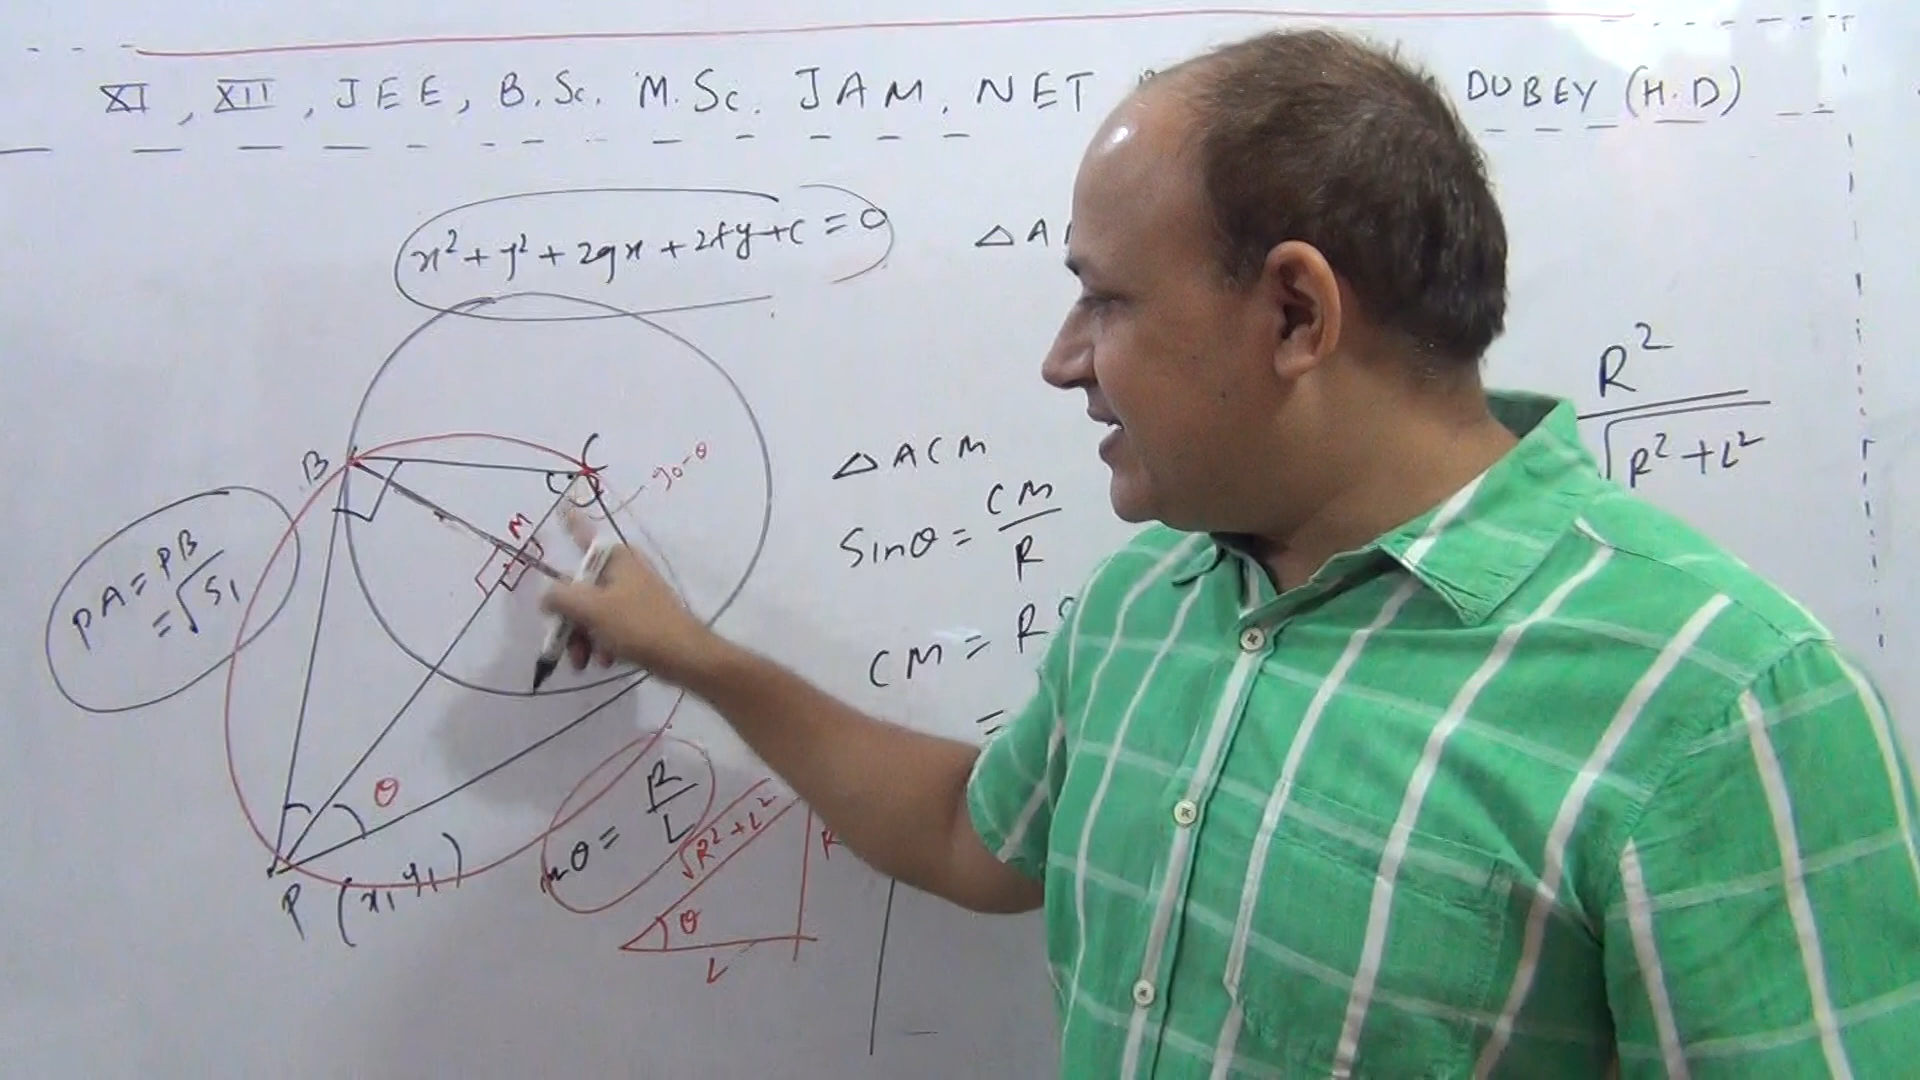 XI, XII, JEE, B.Sc. M.Sc. JAM, NET DUBEY (H.D)
x² + y² + 2gx + 2fy + c = 0
△A
R²
√R²+L²
△ACM
Sinθ = CM/R
CM = R
=
B
C
90-θ
M
PA = PB
= √S₁
θ
P (x₁ y₁)
θ = R/L
√R²+L²
R
θ
L